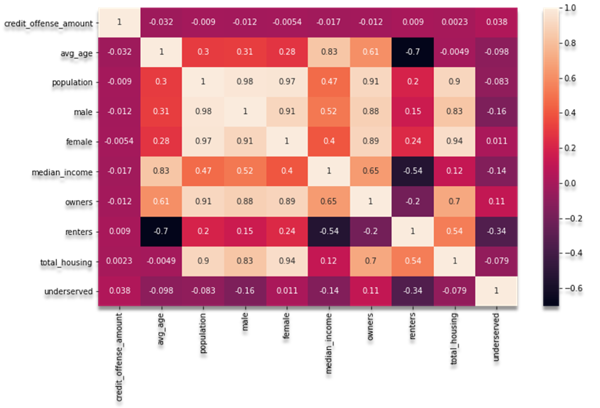 credit_offense_amount 1 -0.032 -0.009 -0.012 -0.0054 -0.017 -0.012 0.009 0.0023 0.038
avg_age -0.032 1 0.3 0.31 0.28 0.83 0.61 -0.7 -0.0049 -0.098
population -0.009 0.3 1 0.98 0.97 0.47 0.91 0.2 0.9 -0.083
male -0.012 0.31 0.98 1 0.91 0.52 0.88 0.15 0.83 -0.16
female -0.0054 0.28 0.97 0.91 1 0.4 0.89 0.24 0.94 0.011
median_income -0.017 0.83 0.47 0.52 0.4 1 0.65 -0.54 0.12 -0.14
owners -0.012 0.61 0.91 0.88 0.89 0.65 1 -0.2 0.7 0.11
renters 0.009 -0.7 0.2 0.15 0.24 -0.54 -0.2 1 0.54 -0.34
total_housing 0.0023 -0.0049 0.9 0.83 0.94 0.12 0.7 0.54 1 -0.079
underserved 0.038 -0.098 -0.083 -0.16 0.011 -0.14 0.11 -0.34 -0.079 1
credit_offense_amount
avg_age
population
male
female
median_income
owners
renters
total_housing
underserved
1.0
0.8
0.6
0.4
0.2
0.0
-0.2
-0.4
-0.6